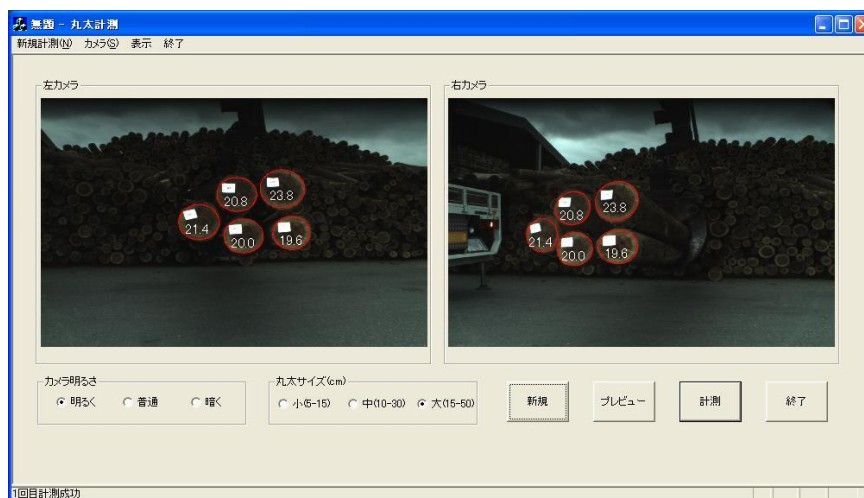 無題 - 丸太計測
新規計測(N) カメラ(S) 表示 終了
左カメラ
右カメラ
20.8 23.8
21.4 20.0 19.6
20.8 23.8
21.4 20.0 19.6
カメラ明るさ
明るく 普通 暗く
丸太サイズ(cm)
小(5-15) 中(10-30) 大(15-50)
新規 プレビュー 計測 終了
1回目計測成功